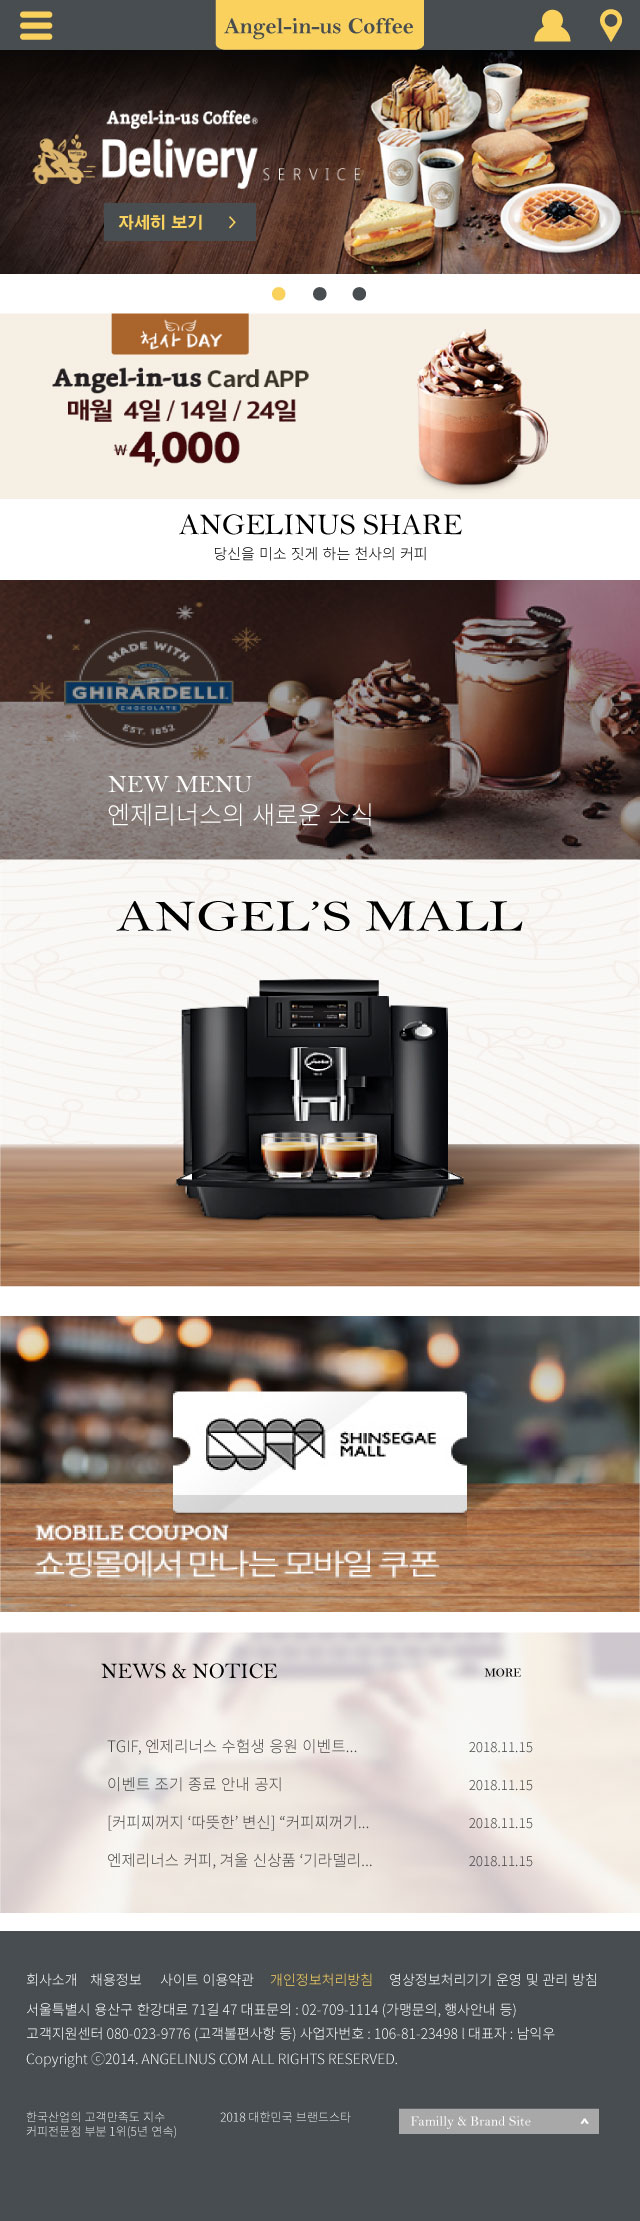 Angel-in-us Coffee
Angel-in-us Coffee®
Delivery SERVICE
자세히 보기 >
천사 DAY
Angel-in-us Card APP
매월 4일 / 14일 / 24일
₩4,000
ANGELINUS SHARE
당신을 미소 짓게 하는 천사의 커피
MADE WITH
GHIRARDELLI
CHOCOLATE
EST. 1852
NEW MENU
엔제리너스의 새로운 소식
ANGEL'S MALL
SHINSEGAE
MALL
MOBILE COUPON
쇼핑몰에서 만나는 모바일 쿠폰
NEWS & NOTICE MORE
TGIF, 엔제리너스 수험생 응원 이벤트... 2018.11.15
이벤트 조기 종료 안내 공지 2018.11.15
[커피찌꺼지 ‘따뜻한’ 변신] “커피찌꺼기... 2018.11.15
엔제리너스 커피, 겨울 신상품 ‘기라델리... 2018.11.15
회사소개 채용정보 사이트 이용약관 개인정보처리방침 영상정보처리기기 운영 및 관리 방침
서울특별시 용산구 한강대로 71길 47 대표문의 : 02-709-1114 (가맹문의, 행사안내 등)
고객지원센터 080-023-9776 (고객불편사항 등) 사업자번호 : 106-81-23498 l 대표자 : 남익우
Copyright ⓒ2014. ANGELINUS COM ALL RIGHTS RESERVED.
한국산업의 고객만족도 지수 2018 대한민국 브랜드스타
커피전문점 부분 1위(5년 연속)
Familly & Brand Site